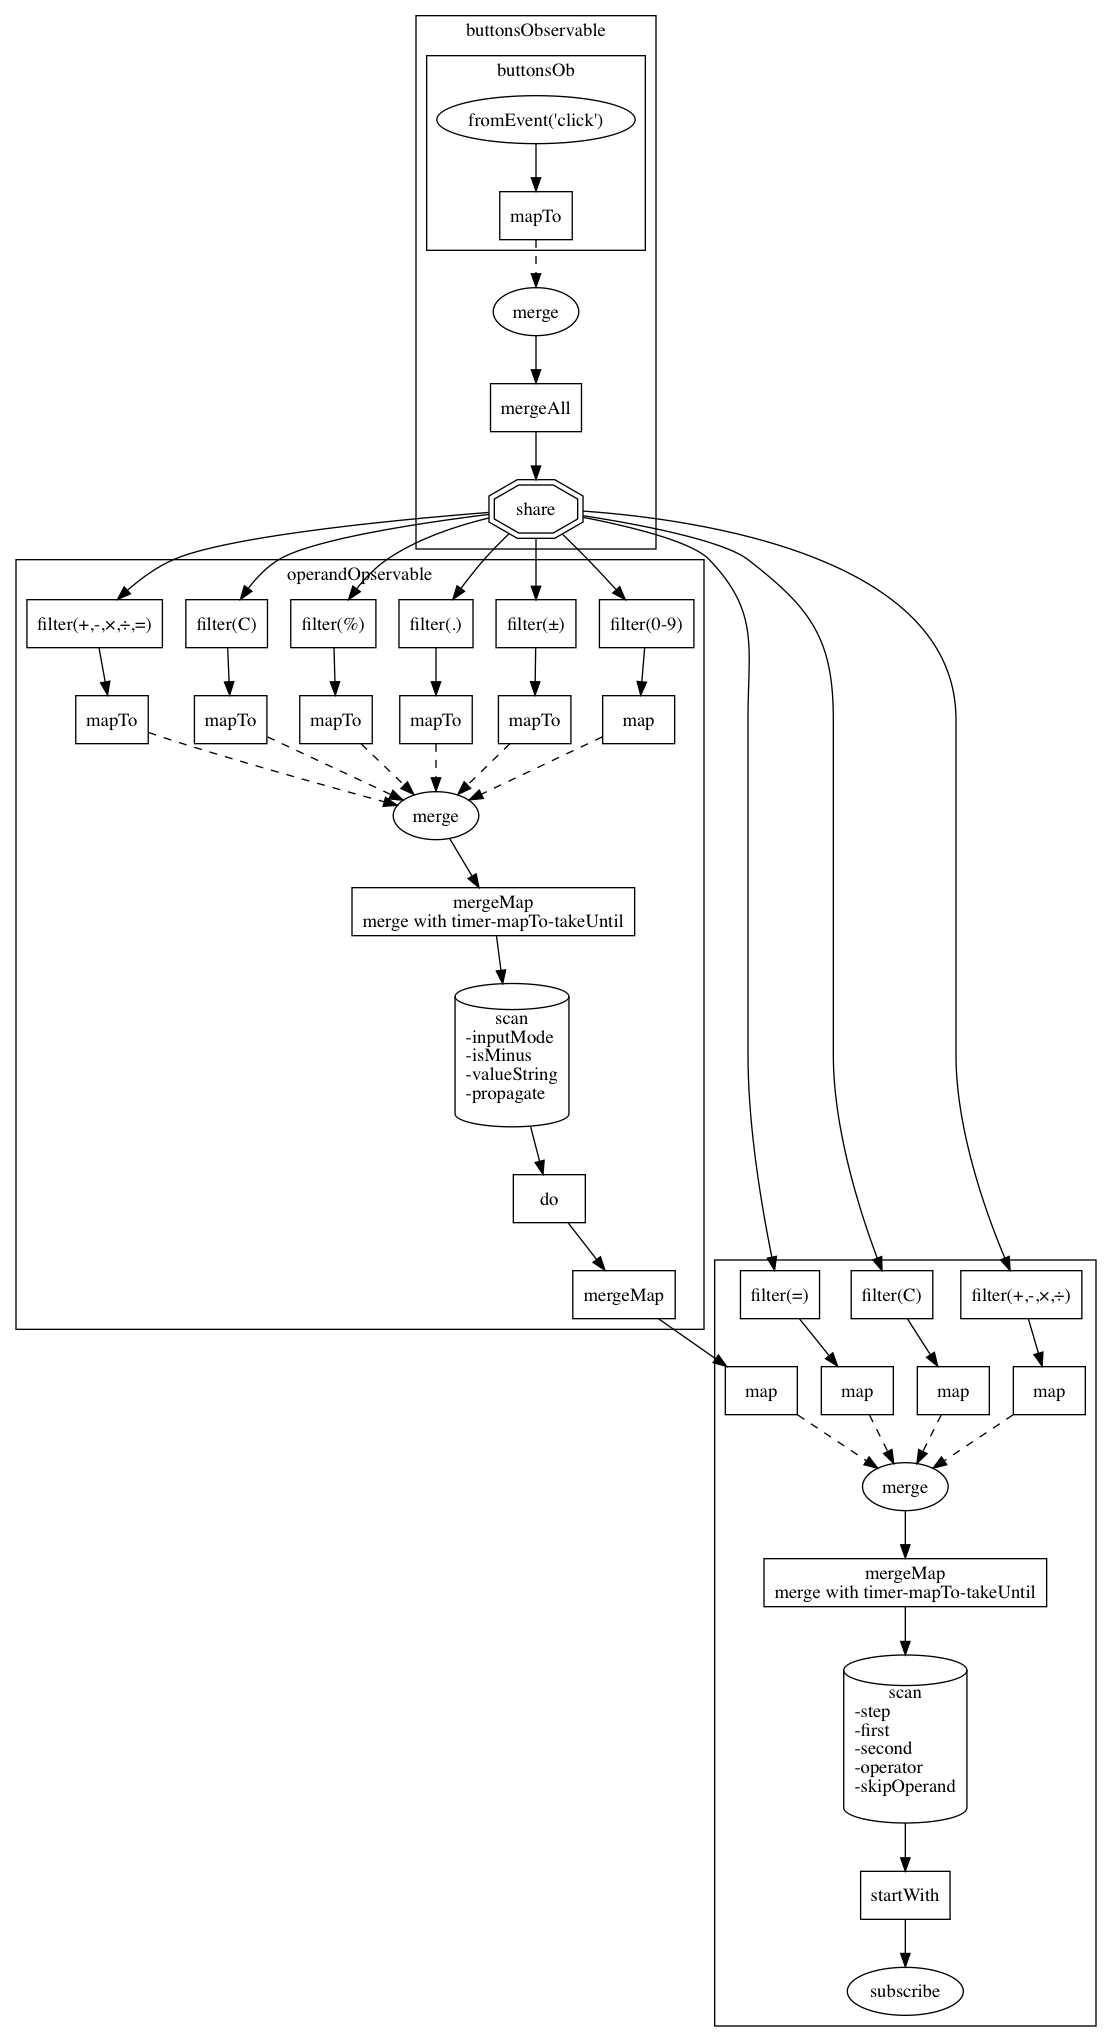 buttonsObservable
buttonsOb
fromEvent('click')
mapTo
merge
mergeAll
share
operandOpservable
filter(+,-,×,÷,=)
filter(C)
filter(%)
filter(.)
filter(±)
filter(0-9)
mapTo
mapTo
mapTo
mapTo
mapTo
map
merge
mergeMap
merge with timer-mapTo-takeUntil
scan
-inputMode
-isMinus
-valueString
-propagate
do
mergeMap
filter(=)
filter(C)
filter(+,-,×,÷)
map
map
map
map
merge
mergeMap
merge with timer-mapTo-takeUntil
scan
-step
-first
-second
-operator
-skipOperand
startWith
subscribe